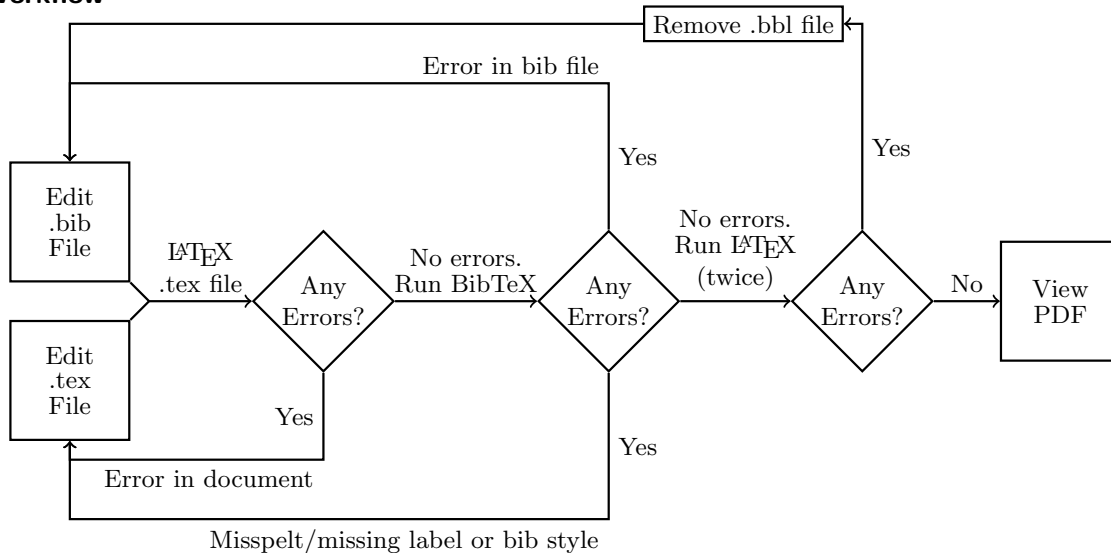 Remove .bbl file
Error in bib file
Yes
Yes
Edit
.bib
File
LATEX
.tex file
Any
Errors?
No errors.
Run BibTeX
Any
Errors?
No errors.
Run LATEX
(twice)
Any
Errors?
No
View
PDF
Edit
.tex
File
Yes
Error in document
Yes
Misspelt/missing label or bib style